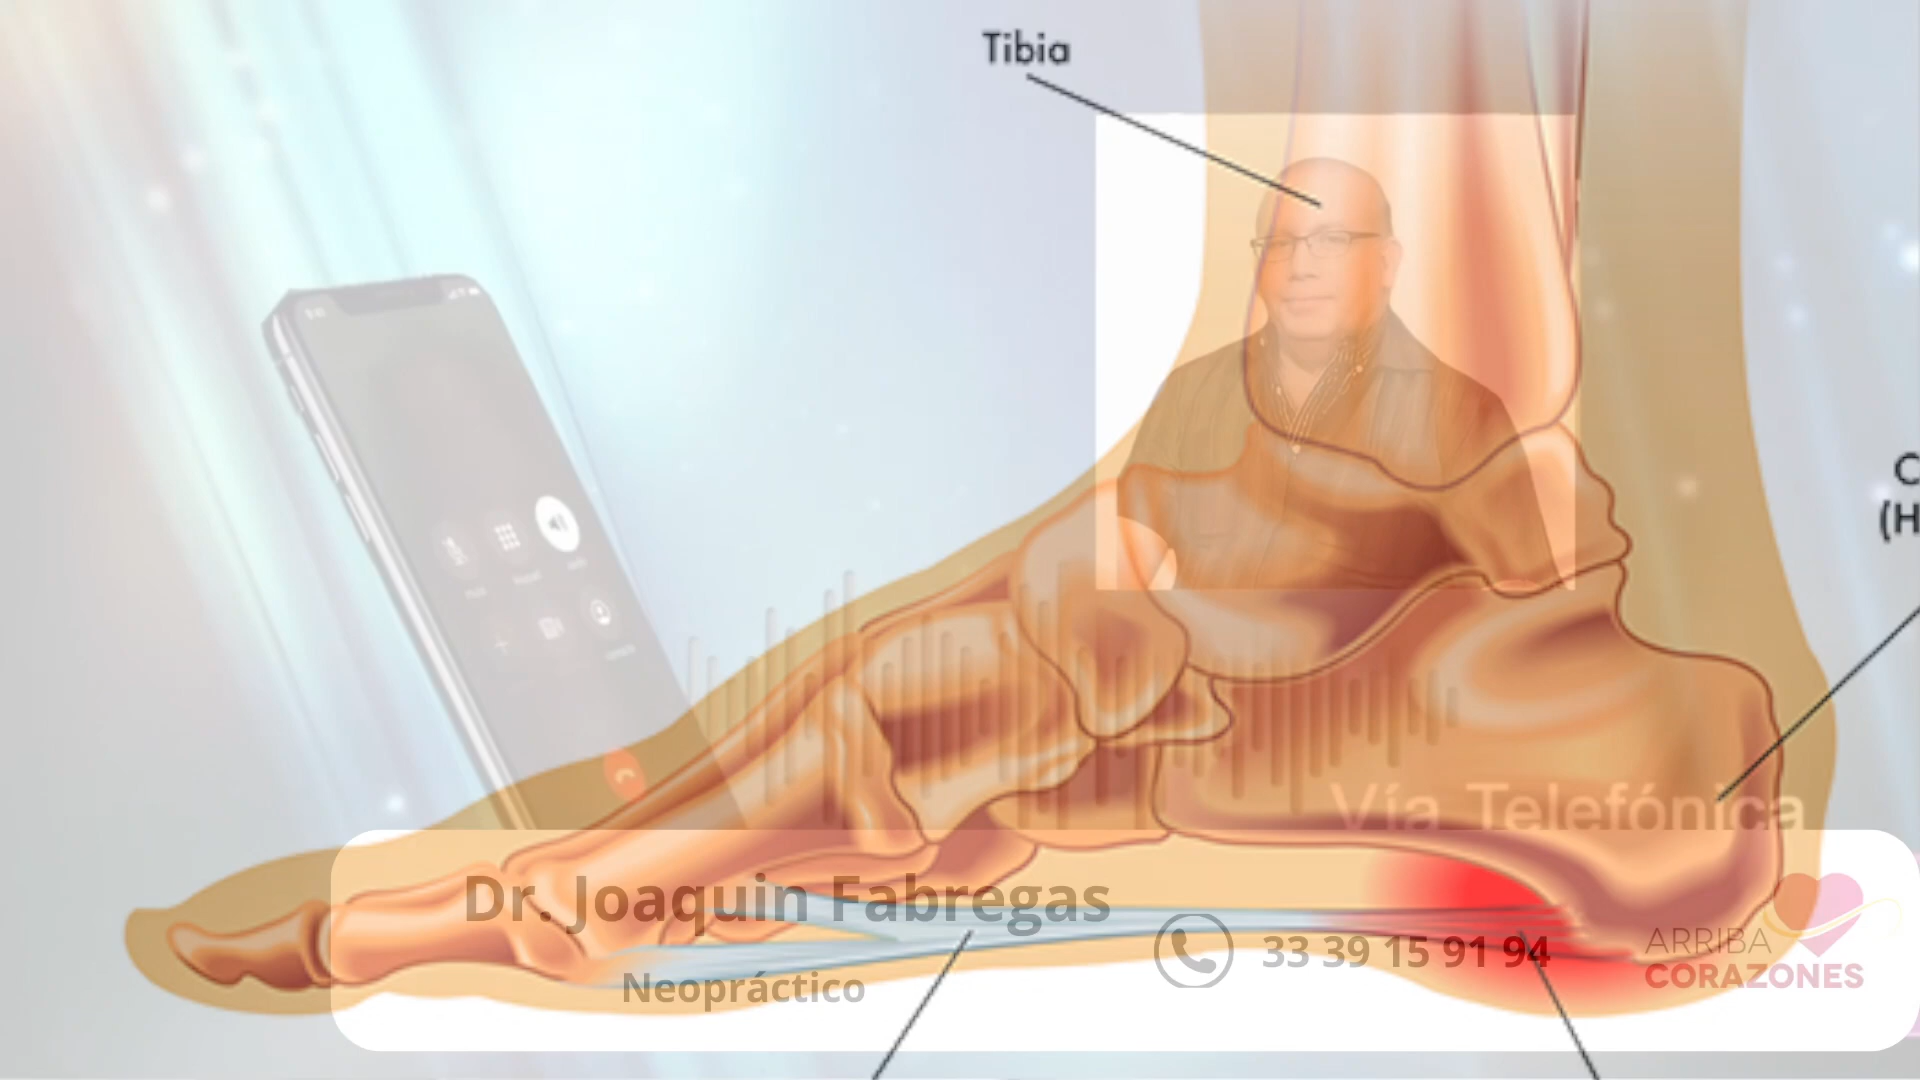 Tibia
C
(H
Vía Telefónica
Dr. Joaquin Fabregas
Neopráctico
33 39 15 91 94
ARRIBA
CORAZONES